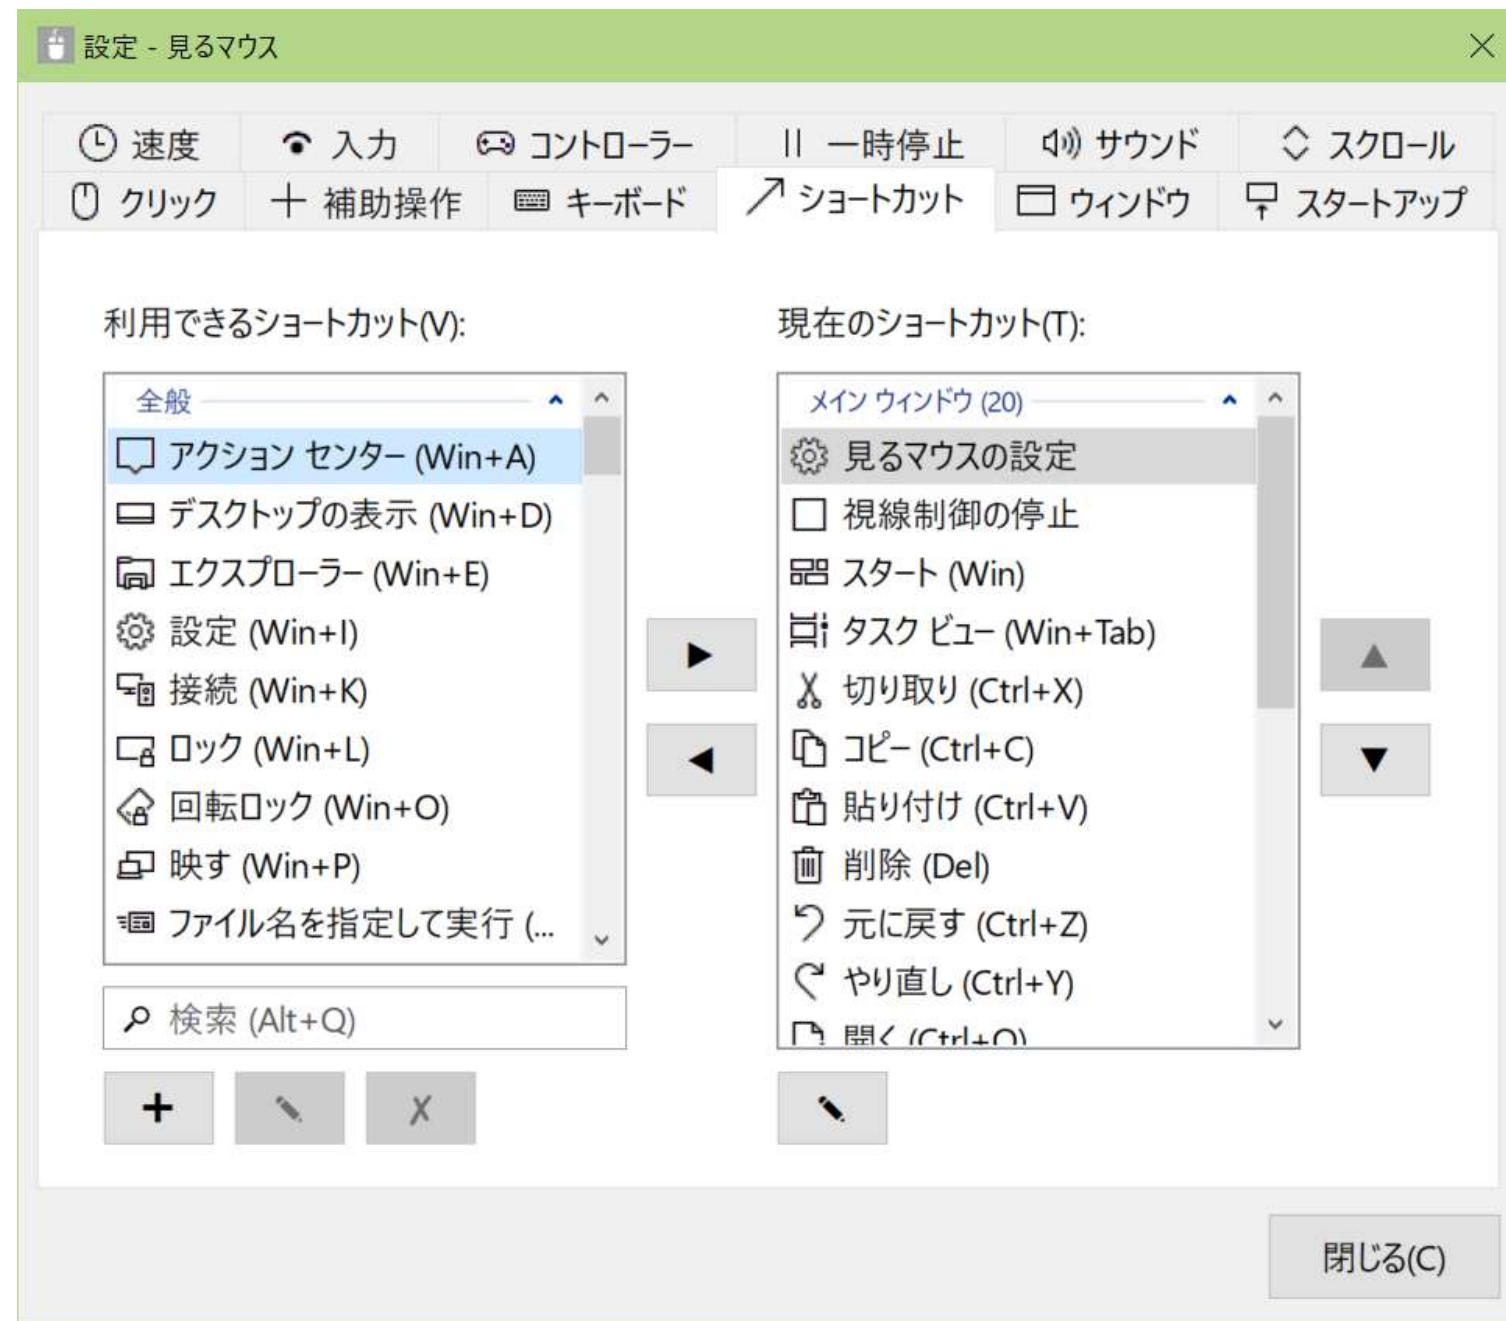 設定 - 見るマウス
速度 入力 コントローラー 一時停止 サウンド スクロール
クリック 補助操作 キーボード ショートカット ウィンドウ スタートアップ
利用できるショートカット(V):
全般
アクション センター (Win+A)
デスクトップの表示 (Win+D)
エクスプローラー (Win+E)
設定 (Win+I)
接続 (Win+K)
ロック (Win+L)
回転ロック (Win+O)
映す (Win+P)
ファイル名を指定して実行 (...
検索 (Alt+Q)
現在のショートカット(T):
メイン ウィンドウ (20)
見るマウスの設定
視線制御の停止
スタート (Win)
タスク ビュー (Win+Tab)
切り取り (Ctrl+X)
コピー (Ctrl+C)
貼り付け (Ctrl+V)
削除 (Del)
元に戻す (Ctrl+Z)
やり直し (Ctrl+Y)
開く (Ctrl+O)
閉じる(C)